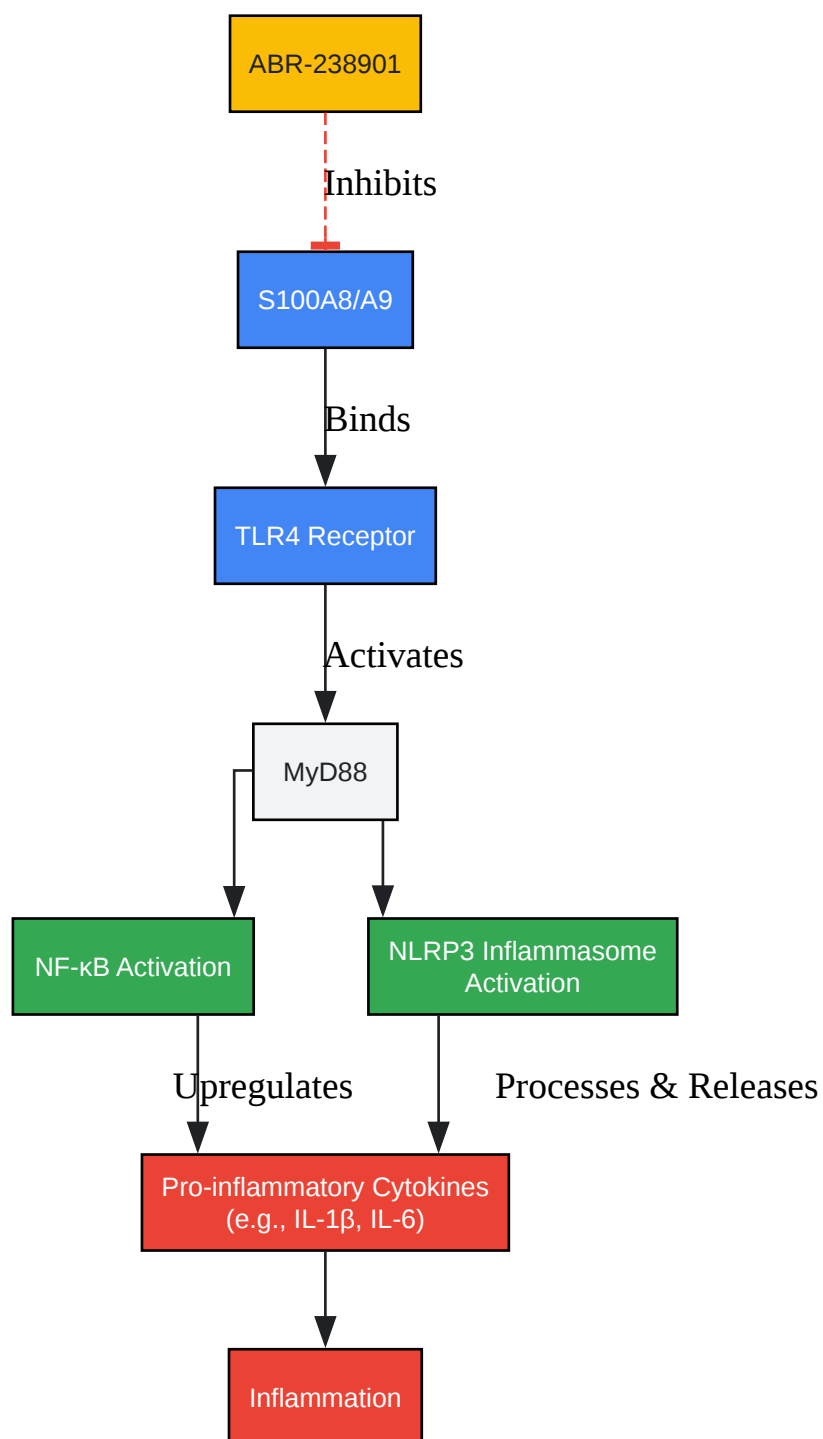 ABR-238901
Inhibits
S100A8/A9
Binds
TLR4 Receptor
Activates
MyD88
NF-κB Activation
NLRP3 Inflammasome
Activation
Upregulates
Processes & Releases
Pro-inflammatory Cytokines
(e.g., IL-1β, IL-6)
Inflammation